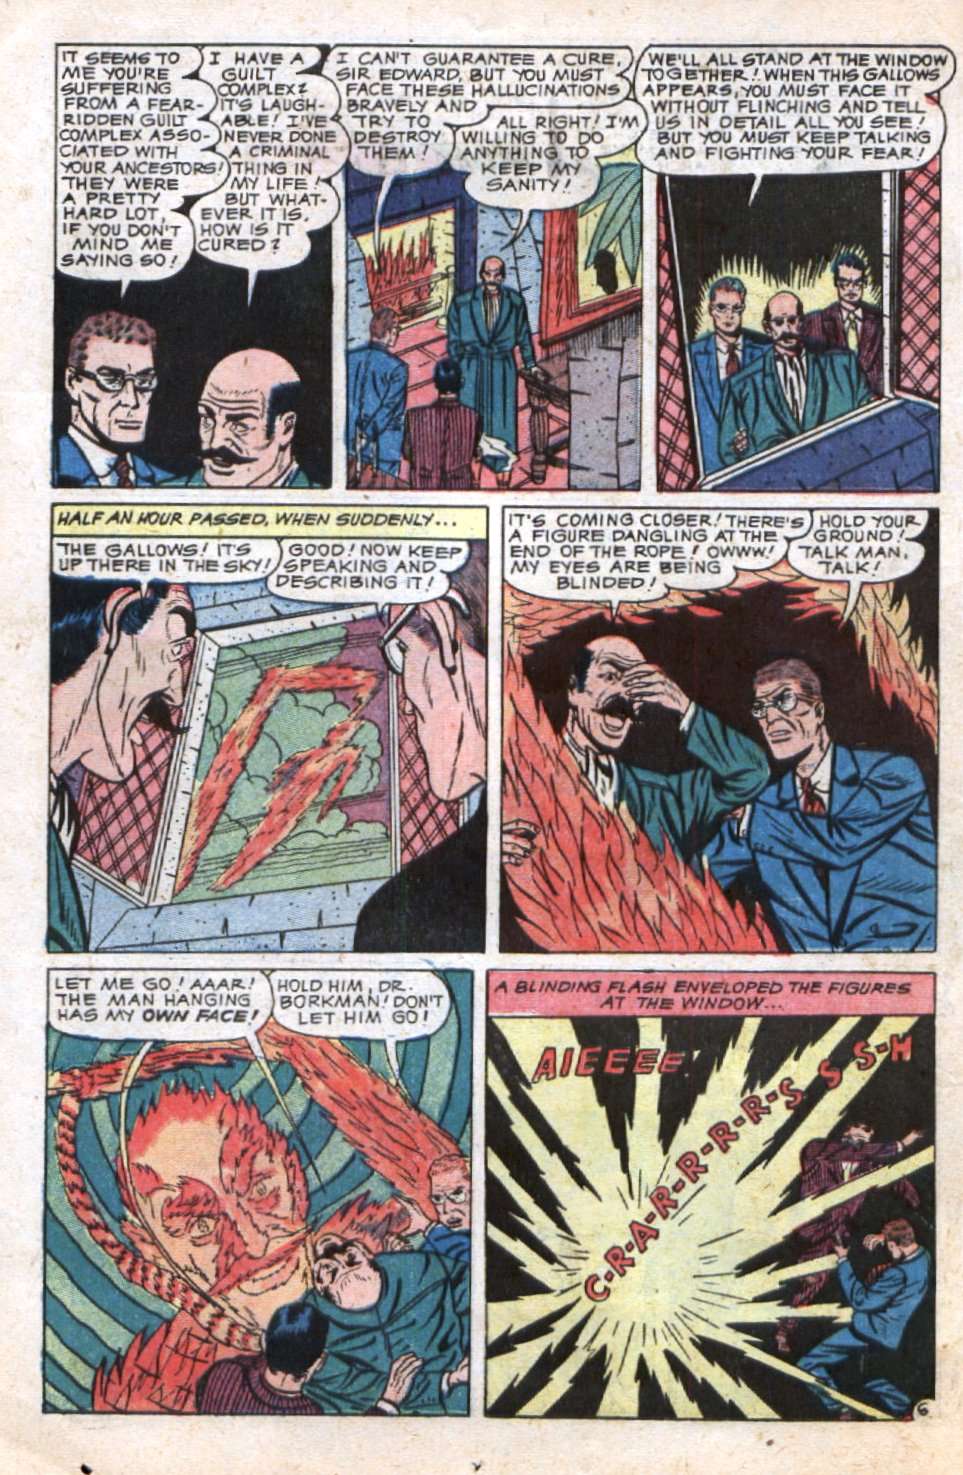 IT SEEMS TO
ME YOU'RE
SUFFERING
FROM A FEAR-
RIDDEN GUILT
COMPLEX ASSO-
CIATED WITH
YOUR ANCESTORS!
THEY WERE
A PRETTY
HARD LOT,
IF YOU DON'T
MIND ME
SAYING SO!
I HAVE A
GUILT
COMPLEX?
IT'S LAUGH-
ABLE! I'VE
NEVER DONE
A CRIMINAL
THING IN
MY LIFE!
BUT WHAT-
EVER IT IS,
HOW IS IT
CURED?
I CAN'T GUARANTEE A CURE,
SIR EDWARD, BUT YOU MUST
FACE THESE HALLUCINATIONS
BRAVELY AND
TRY TO
DESTROY
THEM!
ALL RIGHT! I'M
WILLING TO DO
ANYTHING TO
KEEP MY
SANITY!
WE'LL ALL STAND AT THE WINDOW
TOGETHER! WHEN THIS GALLOWS
APPEARS, YOU MUST FACE IT
WITHOUT FLINCHING AND TELL
US IN DETAIL ALL YOU SEE!
BUT YOU MUST KEEP TALKING
AND FIGHTING YOUR FEAR!
HALF AN HOUR PASSED, WHEN SUDDENLY...
THE GALLOWS! IT'S
UP THERE IN THE SKY!
GOOD! NOW KEEP
SPEAKING AND
DESCRIBING IT!
IT'S COMING CLOSER! THERE'S
A FIGURE DANGLING AT THE
END OF THE ROPE! OWWW!
MY EYES ARE BEING
BLINDED!
HOLD YOUR
GROUND!
TALK MAN,
TALK!
LET ME GO! AAAR!
THE MAN HANGING
HAS MY OWN FACE!
HOLD HIM, DR.
BORKMAN! DON'T
LET HIM GO!
A BLINDING FLASH ENVELOPED THE FIGURES
AT THE WINDOW...
AIEEEEE!
C-R-A-R-R-R-R-S S S-H
6